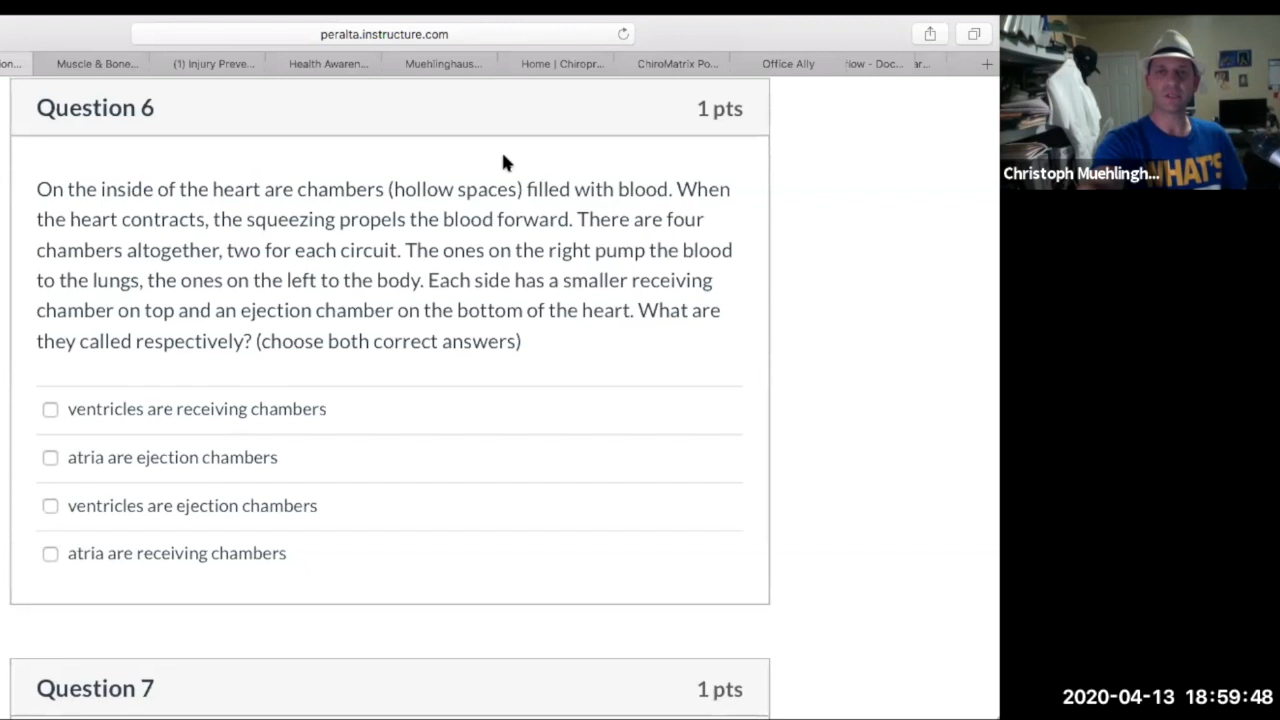 peralta.instructure.com
on...
Muscle & Bone...
(1) Injury Preve...
Health Awaren...
Muehlinghaus...
Home | Chiropr...
ChiroMatrix Po...
Office Ally
Question 6
1 pts
On the inside of the heart are chambers (hollow spaces) filled with blood. When
the heart contracts, the squeezing propels the blood forward. There are four
chambers altogether, two for each circuit. The ones on the right pump the blood
to the lungs, the ones on the left to the body. Each side has a smaller receiving
chamber on top and an ejection chamber on the bottom of the heart. What are
they called respectively? (choose both correct answers)
ventricles are receiving chambers
atria are ejection chambers
ventricles are ejection chambers
atria are receiving chambers
Question 7
1 pts
WHAT'S
Christoph Muehlingh...
2020-04-13 18:59:48